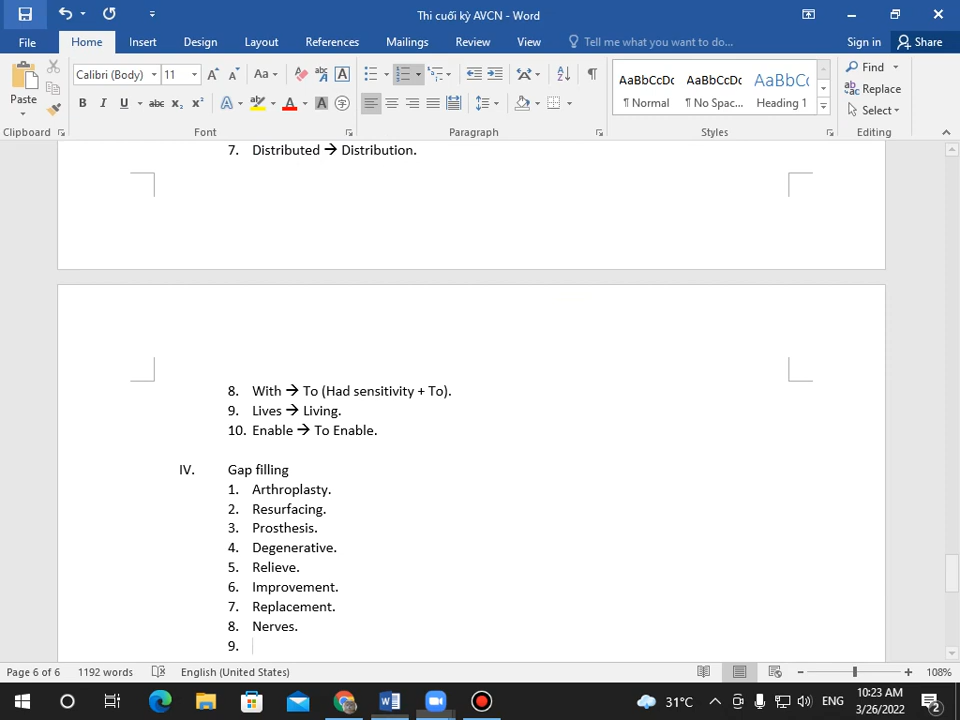 Thi cuối kỳ AVCN - Word
File Home Insert Design Layout References Mailings Review View Tell me what you want to do... Sign in Share
Paste
Calibri (Body) 11
Find
Replace
Select
AaBbCcDc AaBbCcDc AaBbCc
¶ Normal ¶ No Spac... Heading 1
Clipboard Font Paragraph Styles Editing
7. Distributed → Distribution.
8. With → To (Had sensitivity + To).
9. Lives → Living.
10. Enable → To Enable.
IV. Gap filling
1. Arthroplasty.
2. Resurfacing.
3. Prosthesis.
4. Degenerative.
5. Relieve.
6. Improvement.
7. Replacement.
8. Nerves.
9.
Page 6 of 6 1192 words English (United States) 108%
31°C ENG 10:23 AM
3/26/2022 2